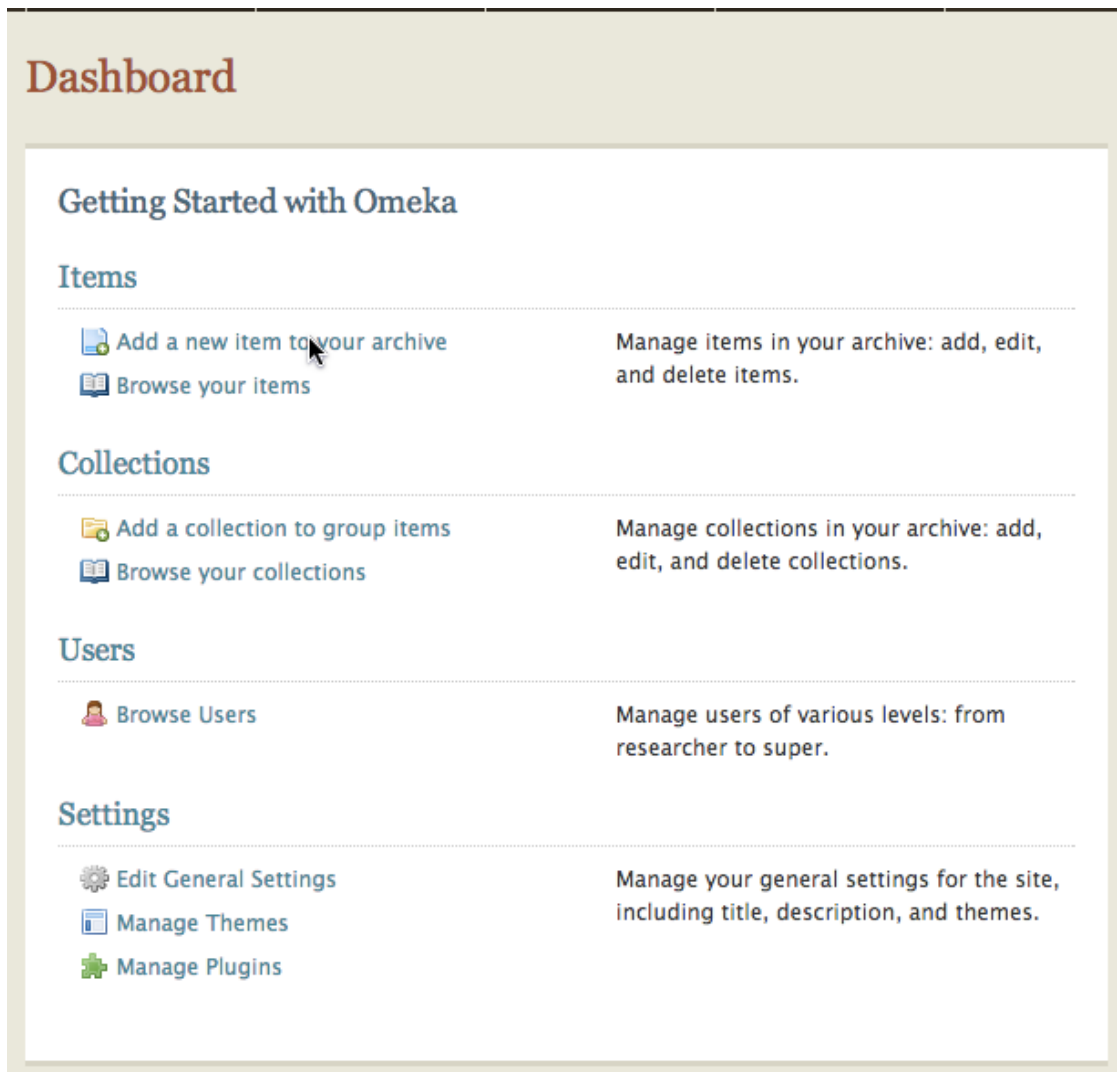 Dashboard
Getting Started with Omeka
Items
Add a new item to your archive
Browse your items
Manage items in your archive: add, edit,
and delete items.
Collections
Add a collection to group items
Browse your collections
Manage collections in your archive: add,
edit, and delete collections.
Users
Browse Users
Manage users of various levels: from
researcher to super.
Settings
Edit General Settings
Manage Themes
Manage Plugins
Manage your general settings for the site,
including title, description, and themes.